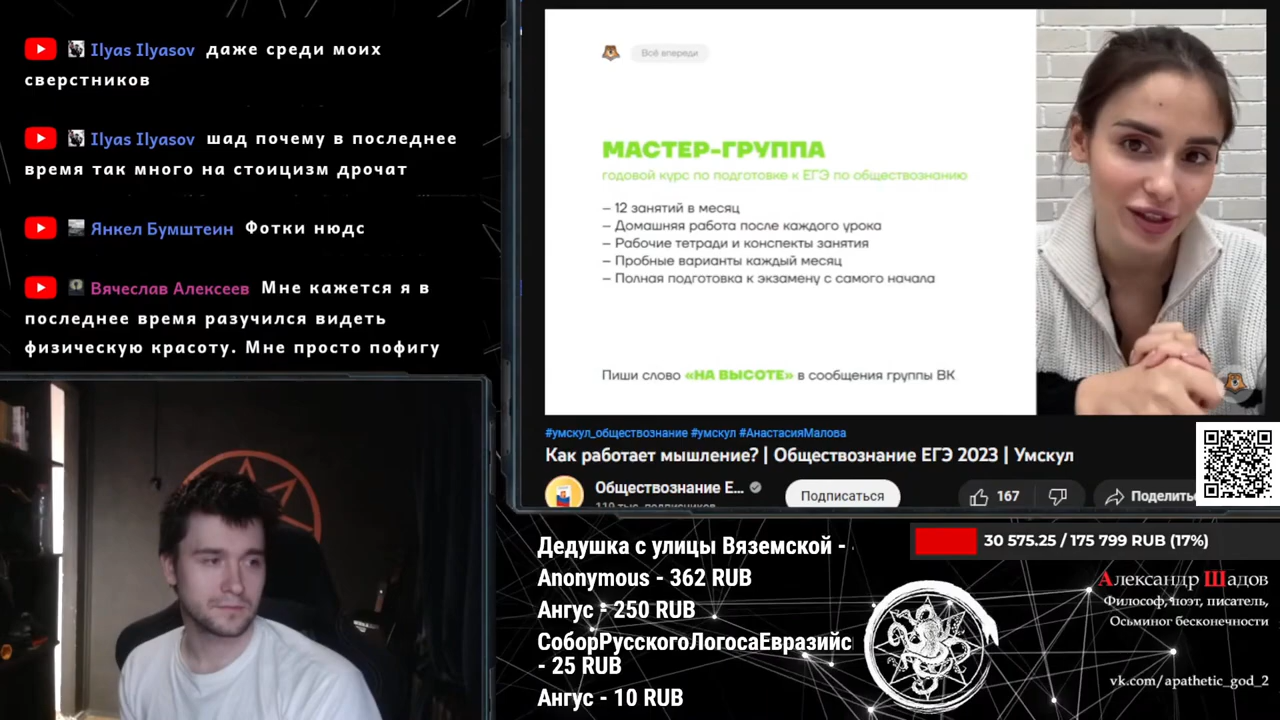 Ilyas Ilyasov даже среди моих
сверстников
Ilyas Ilyasov шад почему в последнее
время так много на стоицизм дрочат
Янкел Бумштеин Фотки нюдс
Вячеслав Алексеев Мне кажется я в
последнее время разучился видеть
физическую красоту. Мне просто пофигу
Всё впереди
МАСТЕР-ГРУППА
годовой курс по подготовке к ЕГЭ по обществознанию
– 12 занятий в месяц
– Домашняя работа после каждого урока
– Рабочие тетради и конспекты занятия
– Пробные варианты каждый месяц
– Полная подготовка к экзамену с самого начала
Пиши слово «НА ВЫСОТЕ» в сообщения группы ВК
#умскул_обществознание #умскул #АнастасияМалова
Как работает мышление? | Обществознание ЕГЭ 2023 | Умскул
Обществознание Е...
Подписаться
167
Поделить
30 575.25 / 175 799 RUB (17%)
Дедушка с улицы Вяземской -
Anonymous - 362 RUB
Ангус - 250 RUB
СоборРусскогоЛогосаЕвразийс
- 25 RUB
Ангус - 10 RUB
Александр Шадов
Философ, поэт, писатель,
Осьминог бесконечности
vk.com/apathetic_god_2